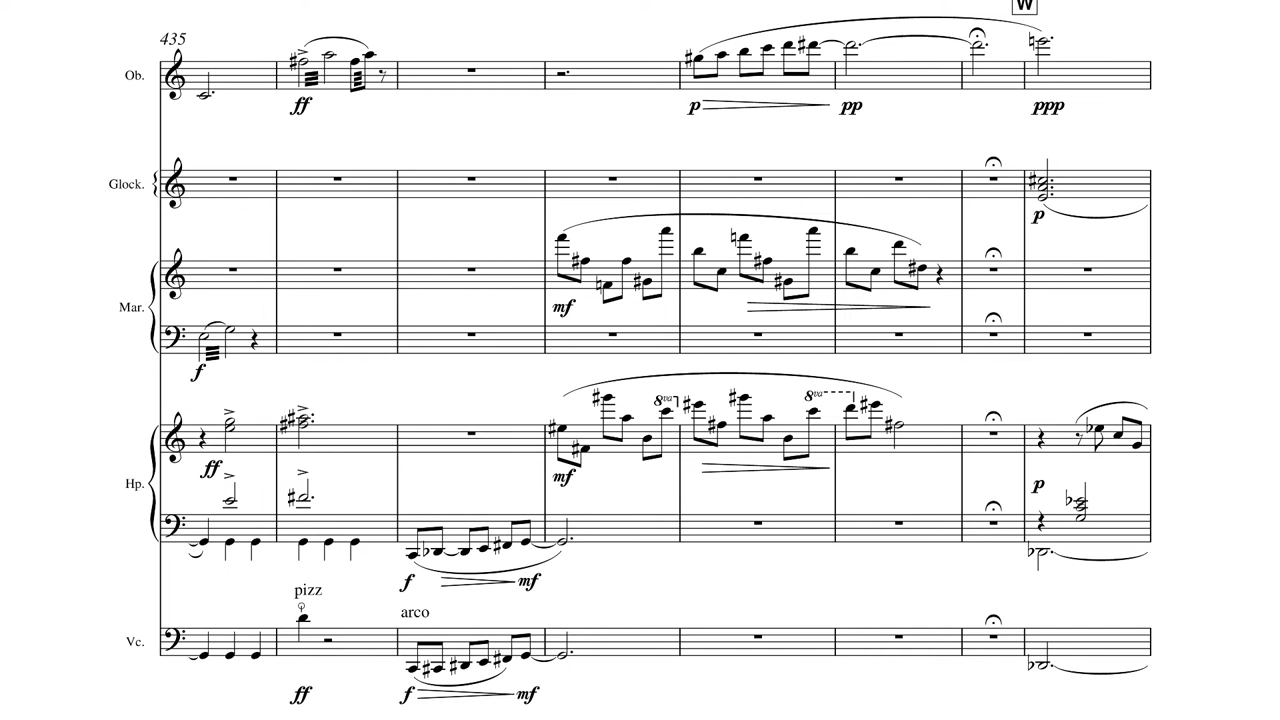 W
435
Ob.
ff
p
pp
ppp
Glock.
p
Mar.
mf
f
8va
8va
Hp.
ff
mf
p
f
mf
pizz
arco
Vc.
ff
f
mf